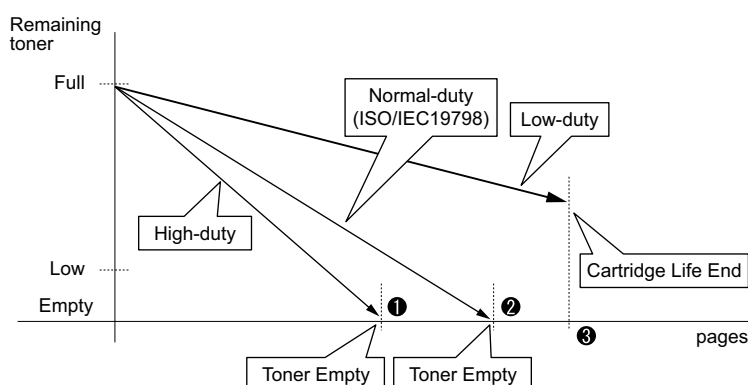 Remaining
toner
Full
Normal-duty
(ISO/IEC19798)
Low-duty
High-duty
Low
Cartridge Life End
Empty
❶
❷
❸
pages
Toner Empty
Toner Empty